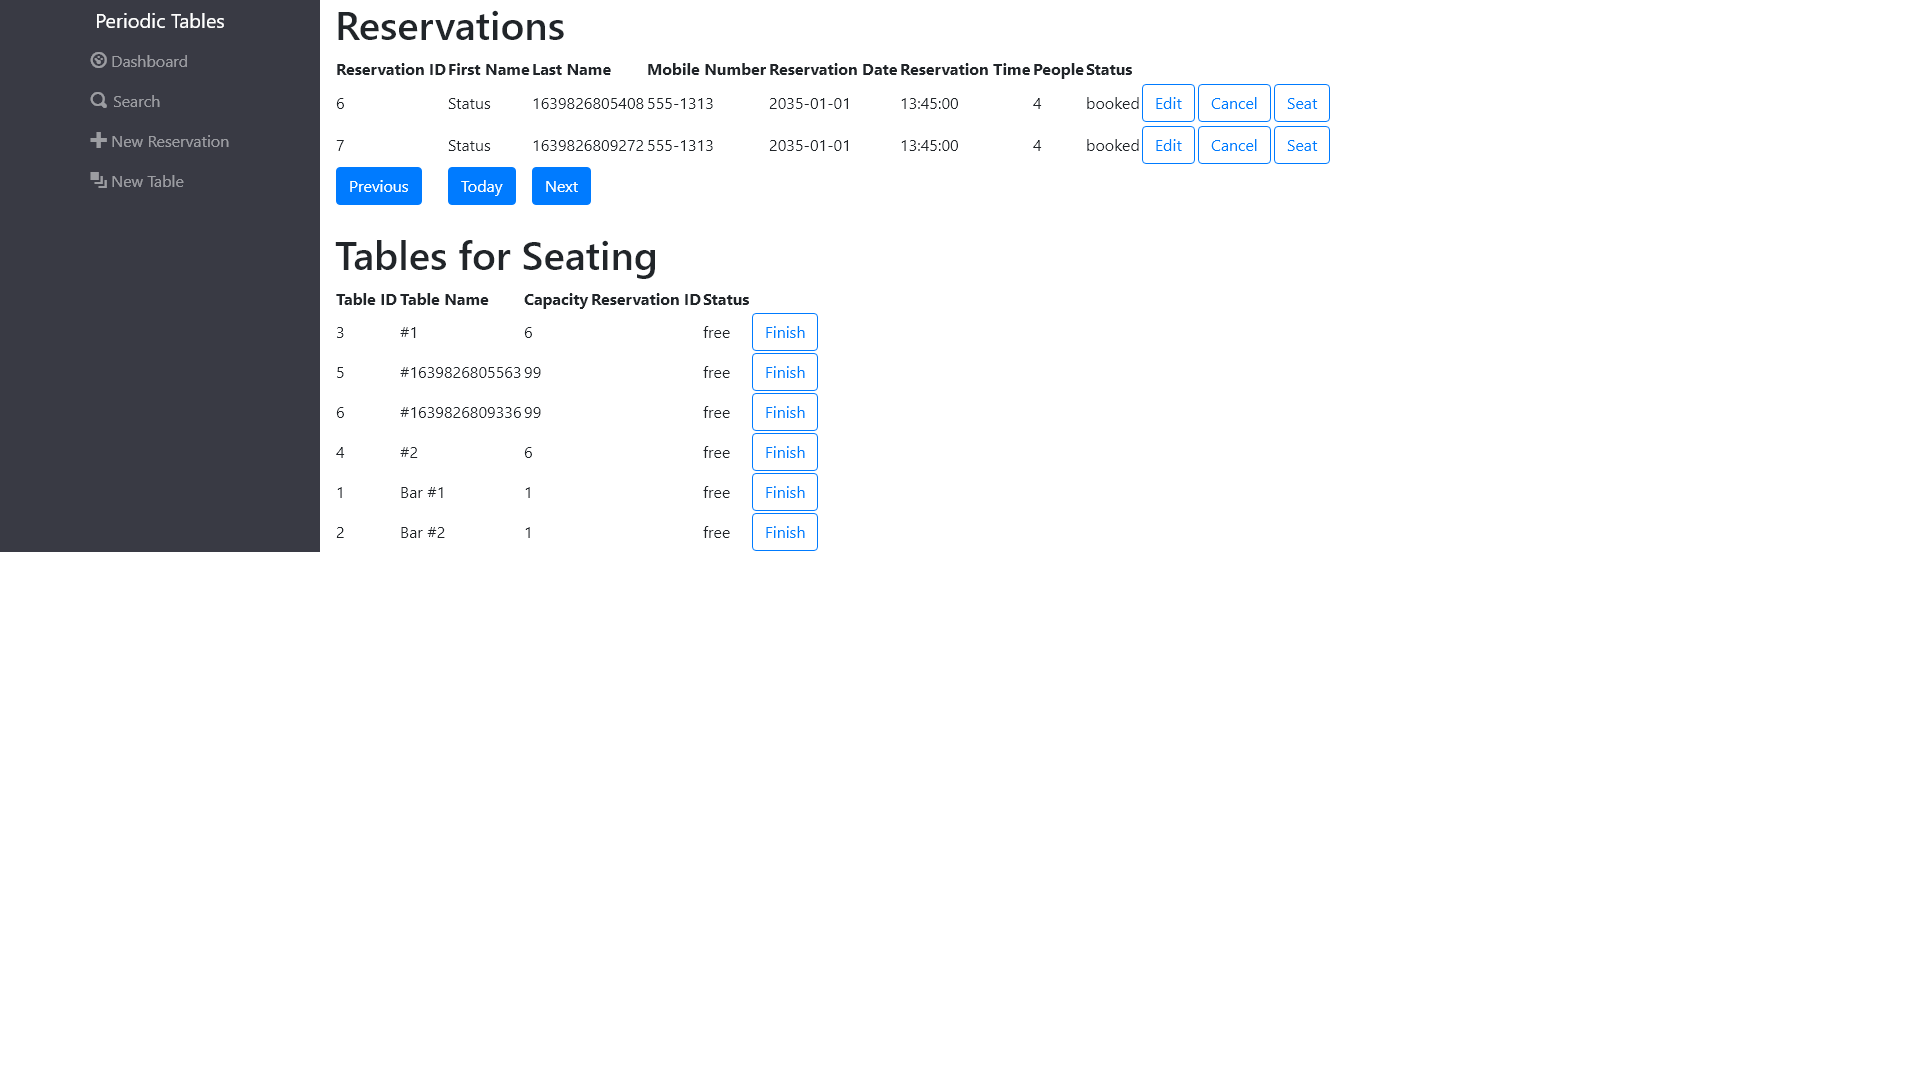 Periodic Tables
Dashboard
Search
New Reservation
New Table
Reservations
Reservation ID First Name Last Name Mobile Number Reservation Date Reservation Time People Status
6 Status 1639826805408 555-1313 2035-01-01 13:45:00 4 booked Edit Cancel Seat
7 Status 1639826809272 555-1313 2035-01-01 13:45:00 4 booked Edit Cancel Seat
Previous Today Next
Tables for Seating
Table ID Table Name Capacity Reservation ID Status
3 #1 6 free Finish
5 #1639826805563 99 free Finish
6 #1639826809336 99 free Finish
4 #2 6 free Finish
1 Bar #1 1 free Finish
2 Bar #2 1 free Finish